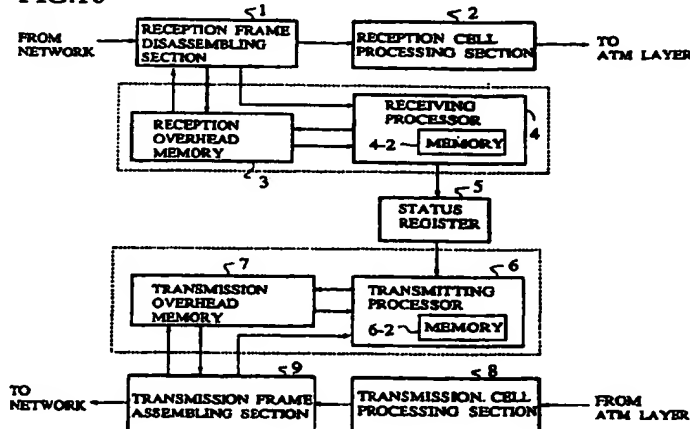 1
2
FROM
NETWORK
RECEPTION FRAME
DISASSEMBLING
SECTION
RECEPTION CELL
PROCESSING SECTION
TO
ATM LAYER
RECEPTION
OVERHEAD
MEMORY
3
RECEIVING
PROCESSOR
4-2
MEMORY
4
5
STATUS
REGISTER
7
6
TRANSMISSION
OVERHEAD
MEMORY
TRANSMITTING
PROCESSOR
6-2
MEMORY
9
8
TO
NETWORK
TRANSMISSION FRAME
ASSEMBLING SECTION
TRANSMISSION. CELL
PROCESSING SECTION
FROM
ATM LAYER